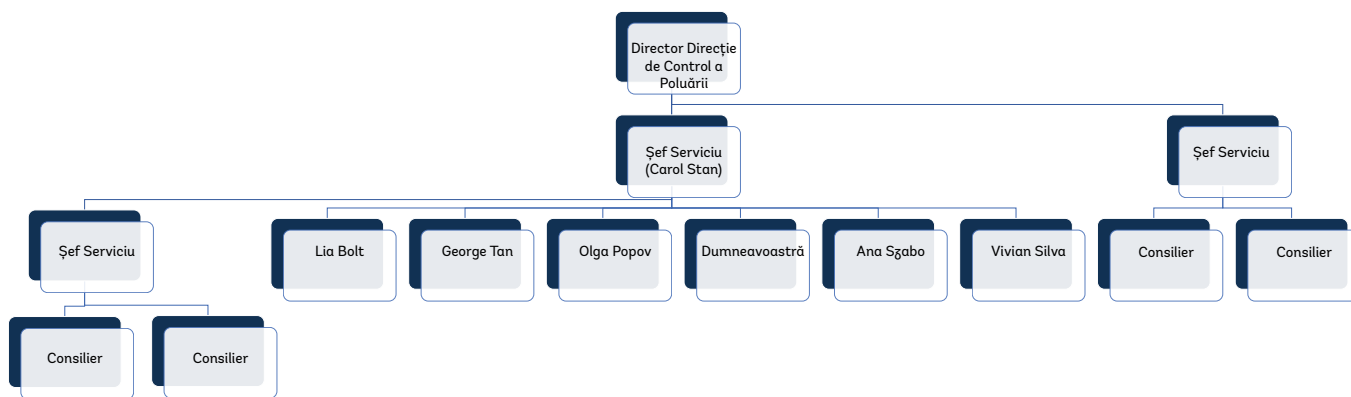 Director Direcție
de Control a
Poluării
Șef Serviciu
(Carol Stan)
Șef Serviciu
Șef Serviciu
Lia Bolt
George Tan
Olga Popov
Dumneavoastră
Ana Szabo
Vivian Silva
Consilier
Consilier
Consilier
Consilier